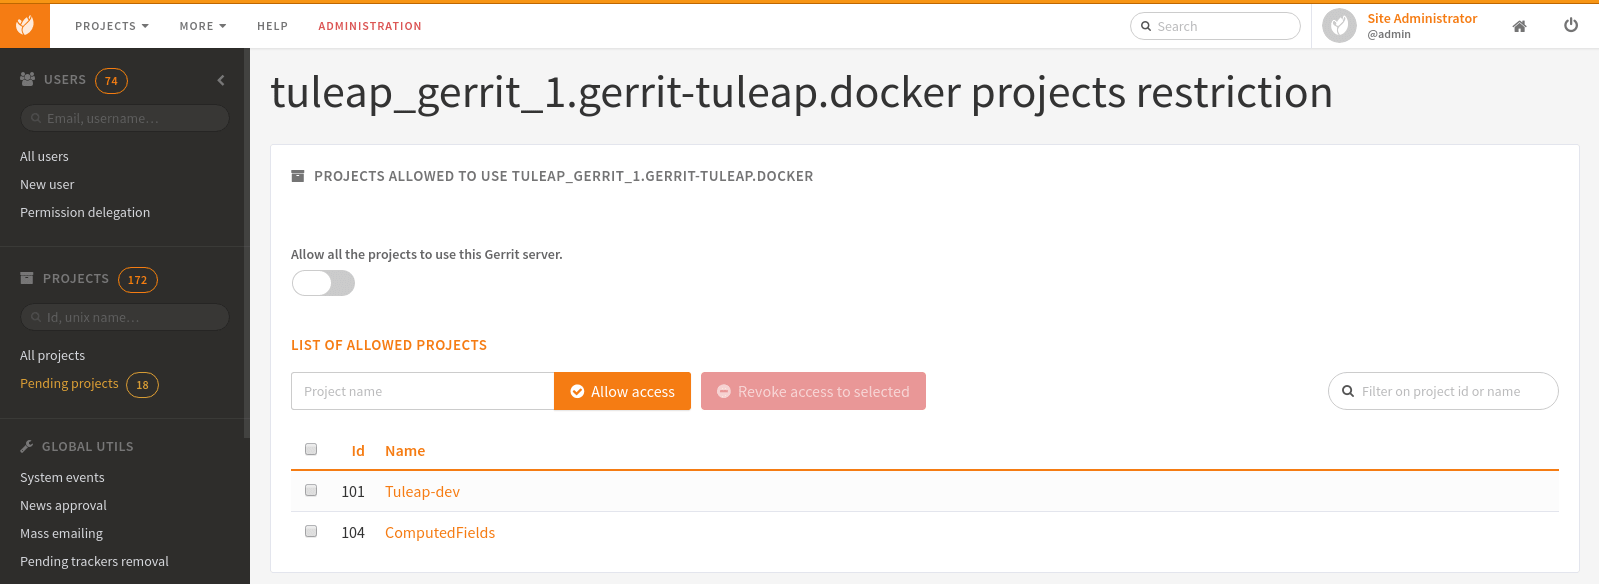 PROJECTS MORE HELP ADMINISTRATION Search Site Administrator
@admin
USERS 74
Email, username...
All users
New user
Permission delegation
PROJECTS 172
Id, unix name...
All projects
Pending projects 18
GLOBAL UTILS
System events
News approval
Mass emailing
Pending trackers removal
tuleap_gerrit_1.gerrit-tuleap.docker projects restriction
PROJECTS ALLOWED TO USE TULEAP_GERRIT_1.GERRIT-TULEAP.DOCKER
Allow all the projects to use this Gerrit server.
LIST OF ALLOWED PROJECTS
Project name Allow access Revoke access to selected Filter on project id or name
Id Name
101 Tuleap-dev
104 ComputedFields